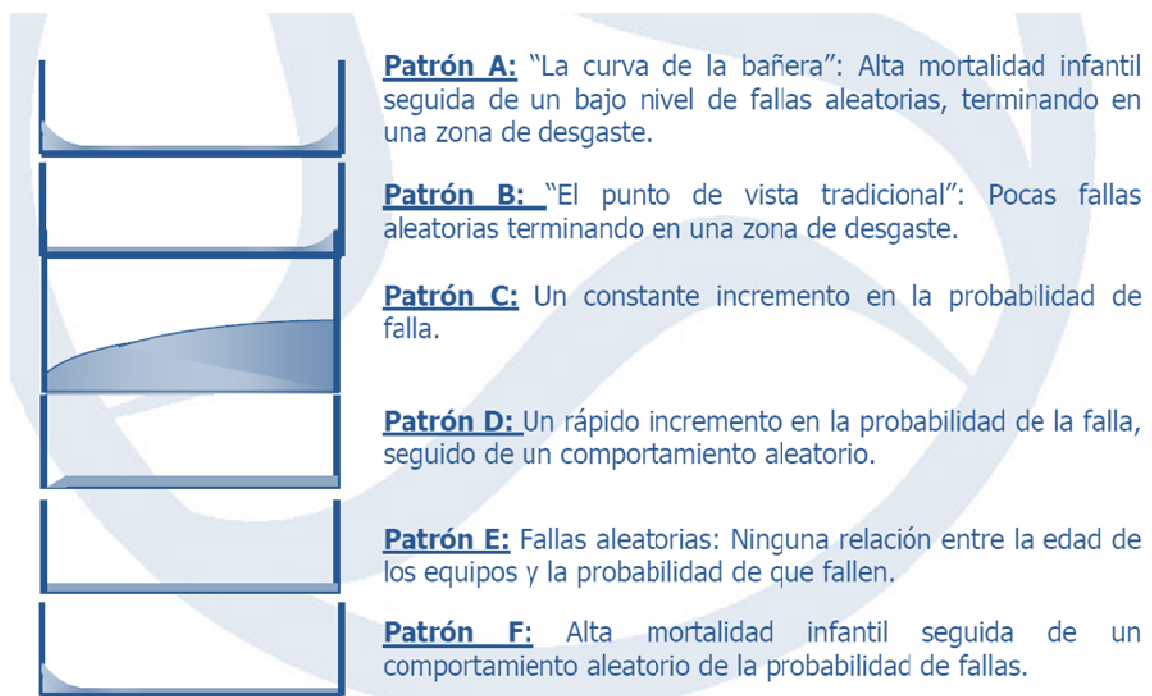 Patrón A: “La curva de la bañera”: Alta mortalidad infantil
seguida de un bajo nivel de fallas aleatorias, terminando en
una zona de desgaste.
Patrón B: “El punto de vista tradicional”: Pocas fallas
aleatorias terminando en una zona de desgaste.
Patrón C: Un constante incremento en la probabilidad de
falla.
Patrón D: Un rápido incremento en la probabilidad de la falla,
seguido de un comportamiento aleatorio.
Patrón E: Fallas aleatorias: Ninguna relación entre la edad de
los equipos y la probabilidad de que fallen.
Patrón F: Alta mortalidad infantil seguida de un
comportamiento aleatorio de la probabilidad de fallas.